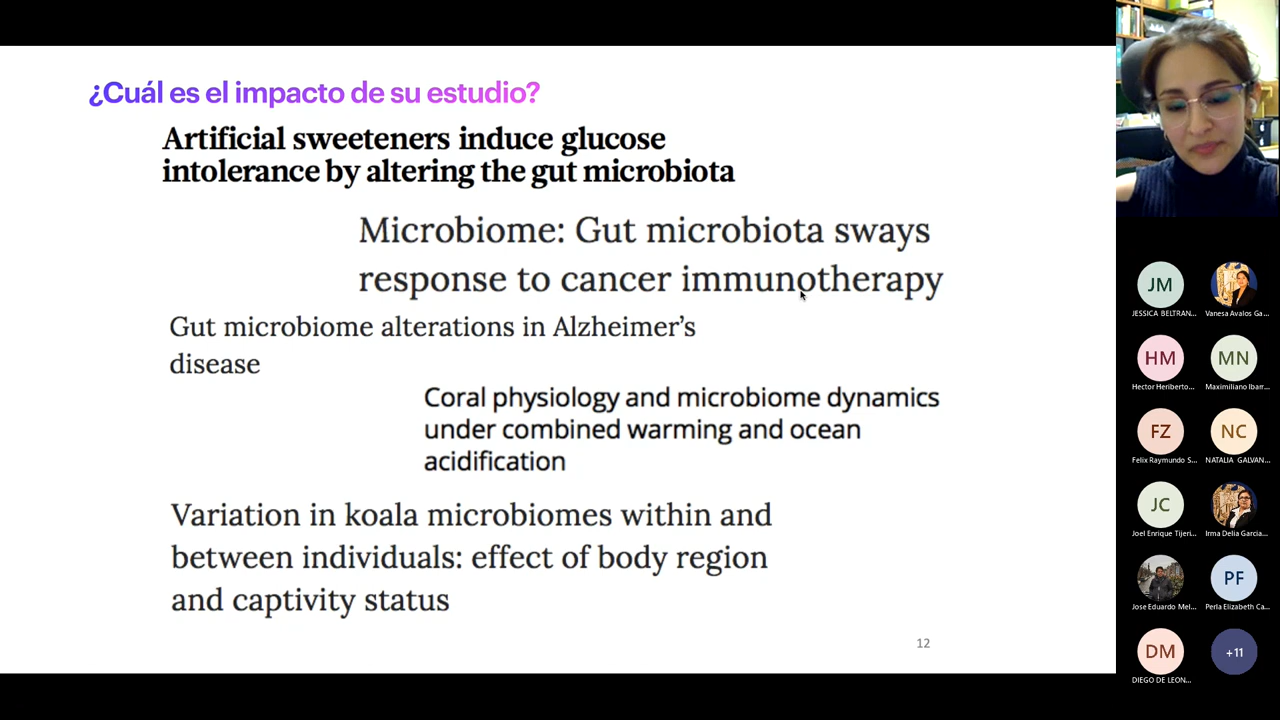 ¿Cuál es el impacto de su estudio?
Artificial sweeteners induce glucose
intolerance by altering the gut microbiota
Microbiome: Gut microbiota sways
response to cancer immunotherapy
Gut microbiome alterations in Alzheimer’s
disease
Coral physiology and microbiome dynamics
under combined warming and ocean
acidification
Variation in koala microbiomes within and
between individuals: effect of body region
and captivity status
12
JM
JESSICA BELTRAN...
Vanesa Avalos Ga...
HM
Hector Heriberto...
MN
Maximiliano Ibarr...
FZ
Felix Raymundo S...
NC
NATALIA GALVAN...
JC
Joel Enrique Tijeri...
Irma Delia Garcia...
Jose Eduardo Mel...
PF
Perla Elizabeth Ca...
DM
DIEGO DE LEON...
+11